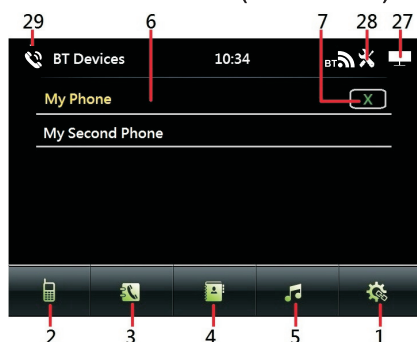 29 6 7 28 27
BT Devices 10:34 BT
My Phone X
My Second Phone
2 3 4 5 1